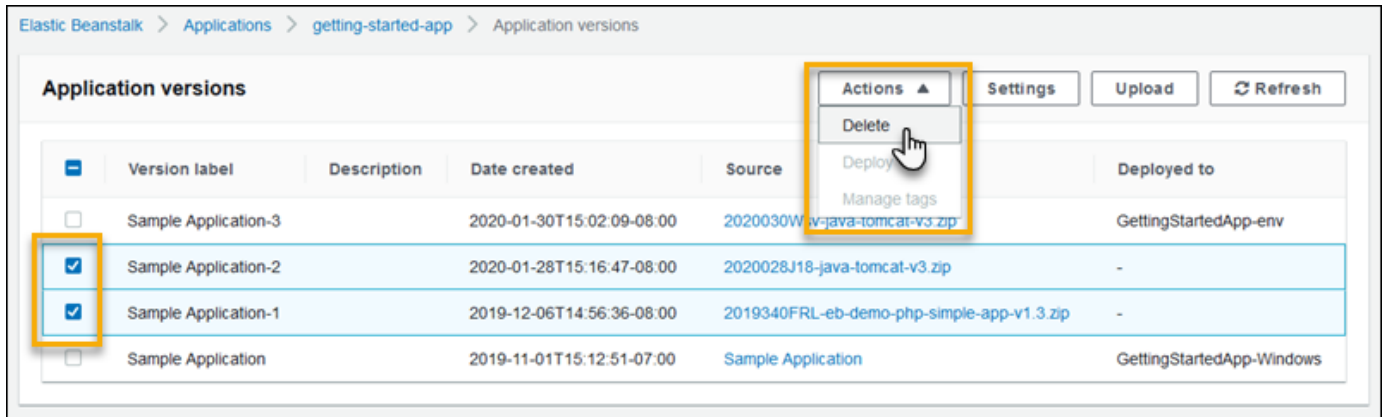 Elastic Beanstalk > Applications > getting-started-app > Application versions
Application versions Actions ▲ Settings Upload Refresh
Delete
Deploy
Manage tags
Version label Description Date created Source Deployed to
Sample Application-3 2020-01-30T15:02:09-08:00 GettingStartedApp-env
Sample Application-2 2020-01-28T15:16:47-08:00 2020028J18-java-tomcat-v3.zip -
Sample Application-1 2019-12-06T14:56:36-08:00 2019340FRL-eb-demo-php-simple-app-v1.3.zip -
Sample Application 2019-11-01T15:12:51-07:00 Sample Application GettingStartedApp-Windows